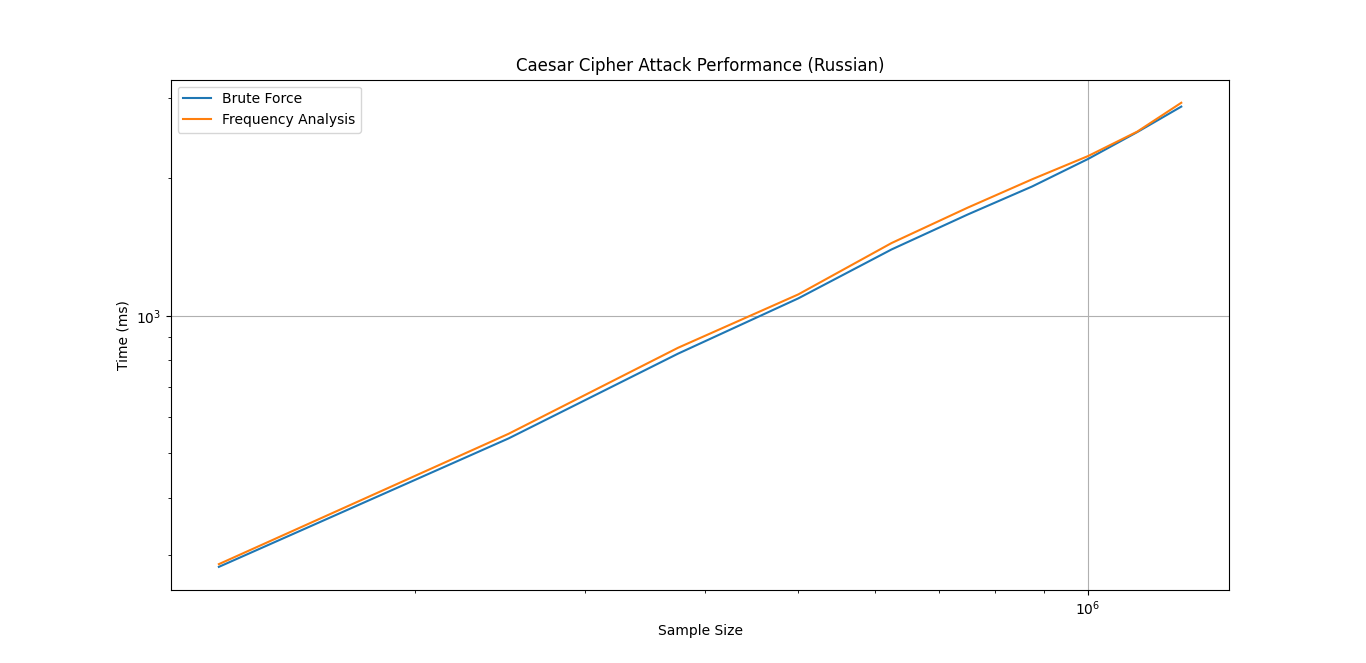 Caesar Cipher Attack Performance (Russian)
Brute Force
Frequency Analysis
Time (ms)
10³
10⁶
Sample Size